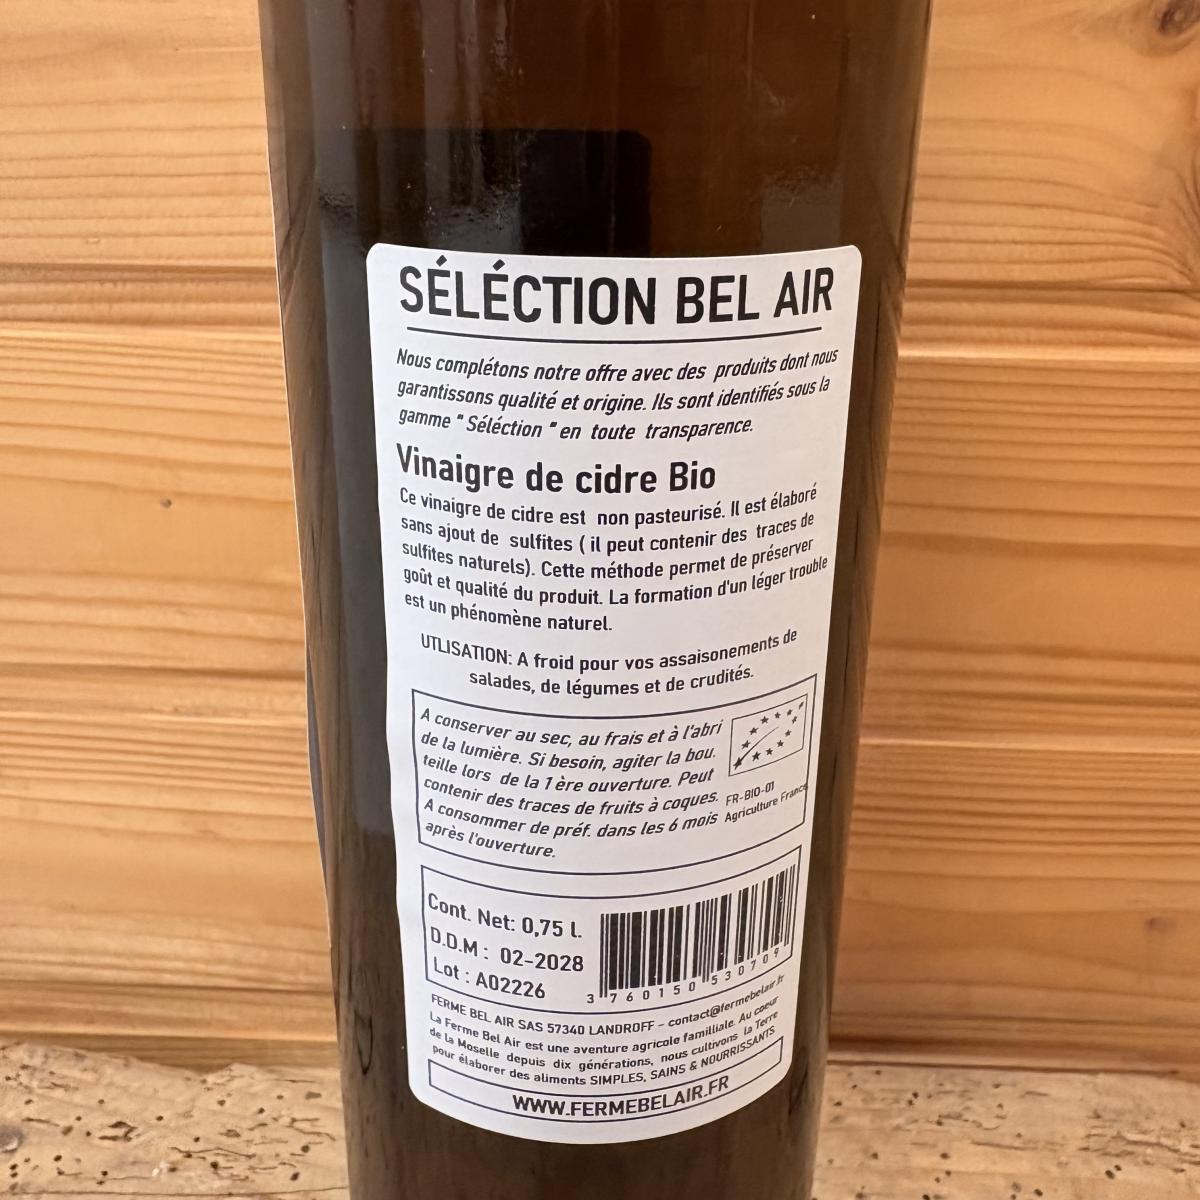 SÉLÉCTION BEL AIR
Nous complétons notre offre avec des produits dont nous
garantissons qualité et origine. Ils sont identifiés sous la
gamme " Séléction " en toute transparence.
Vinaigre de cidre Bio
Ce vinaigre de cidre est non pasteurisé. Il est élaboré
sans ajout de sulfites ( il peut contenir des traces de
sulfites naturels). Cette méthode permet de préserver
goût et qualité du produit. La formation d'un léger trouble
est un phénomène naturel.
UTLISATION: A froid pour vos assaisonements de
salades, de légumes et de crudités.
A conserver au sec, au frais et à l'abri
de la lumière. Si besoin, agiter la bou.
teille lors de la 1 ère ouverture. Peut
contenir des traces de fruits à coques.
A consommer de préf. dans les 6 mois
après l'ouverture.
FR-BIO-01
Agriculture France
Cont. Net: 0,75 l.
D.D.M : 02-2028
Lot : A02226
3 760150 530709
FERME BEL AIR SAS 57340 LANDROFF - contact@fermebelair.fr
La Ferme Bel Air est une aventure agricole familliale. Au coeur
de la Moselle depuis dix générations, nous cultivons la Terre
pour élaborer des aliments SIMPLES, SAINS & NOURRISSANTS
WWW.FERMEBELAIR.FR